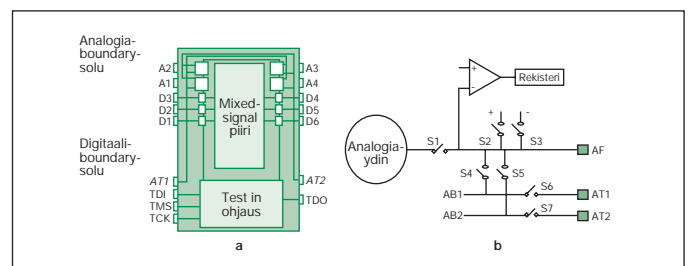 Analogia-
boundary-
solu
Digitaali-
boundary-
solu
A2
A1
D3
D2
D1
AT1
TDI
TMS
TCK
Mixed-
signal
piiri
Test in
ohjaus
A3
A4
D4
D5
D6
AT2
TDO
a
+
-
Rekisteri
+ -
Analogia-
ydin
S1
S2
S3
AF
S4
S5
AB1
S6
AT1
AB2
S7
AT2
b